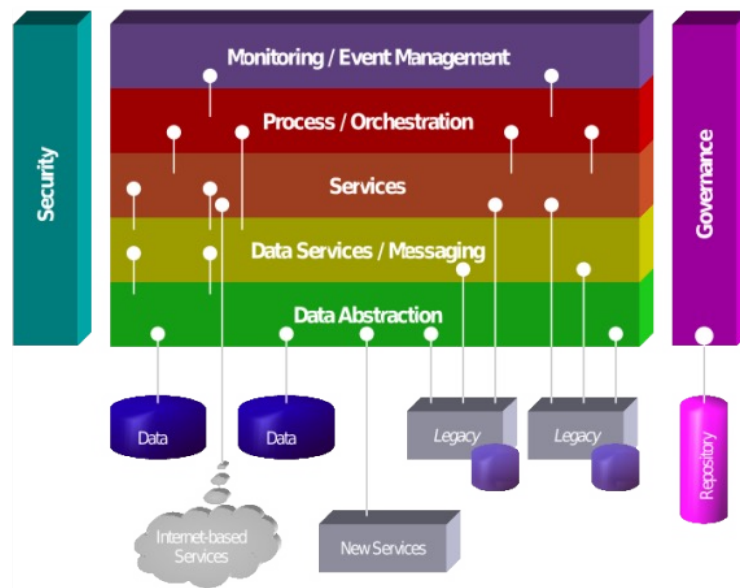 Monitoring / Event Management
Process / Orchestration
Services
Data Services / Messaging
Data Abstraction
Security
Governance
Data
Data
Legacy
Legacy
Repository
Internet-based
Services
New Services